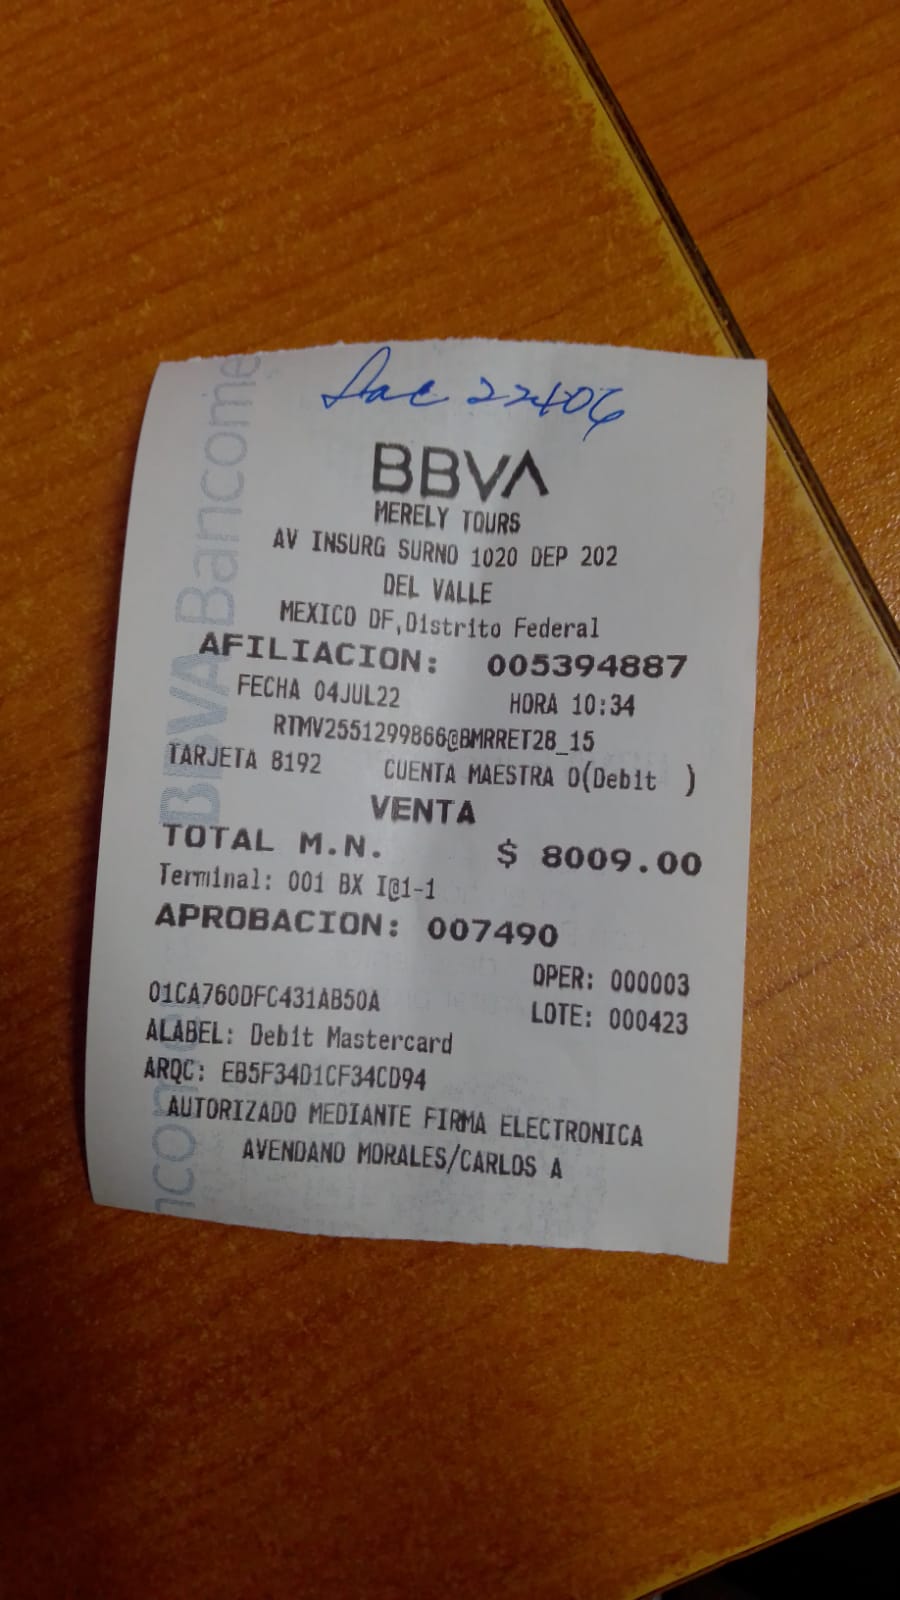 Fac 22406
BBVA
MERELY TOURS
AV INSURG SURNO 1020 DEP 202
DEL VALLE
MEXICO DF,Distrito Federal
AFILIACION: 005394887
FECHA 04JUL22 HORA 10:34
RTMV2551299866@BMRRET28_15
TARJETA 8192 CUENTA MAESTRA O(Debit )
VENTA
TOTAL M.N. $ 8009.00
Terminal: 001 BX I@1-1
APROBACION: 007490
OPER: 000003
01CA760DFC431AB50A LOTE: 000423
ALABEL: Debit Mastercard
ARQC: EB5F34D1CF34CD94
AUTORIZADO MEDIANTE FIRMA ELECTRONICA
AVENDANO MORALES/CARLOS A
BBVA Bancome
ncomer